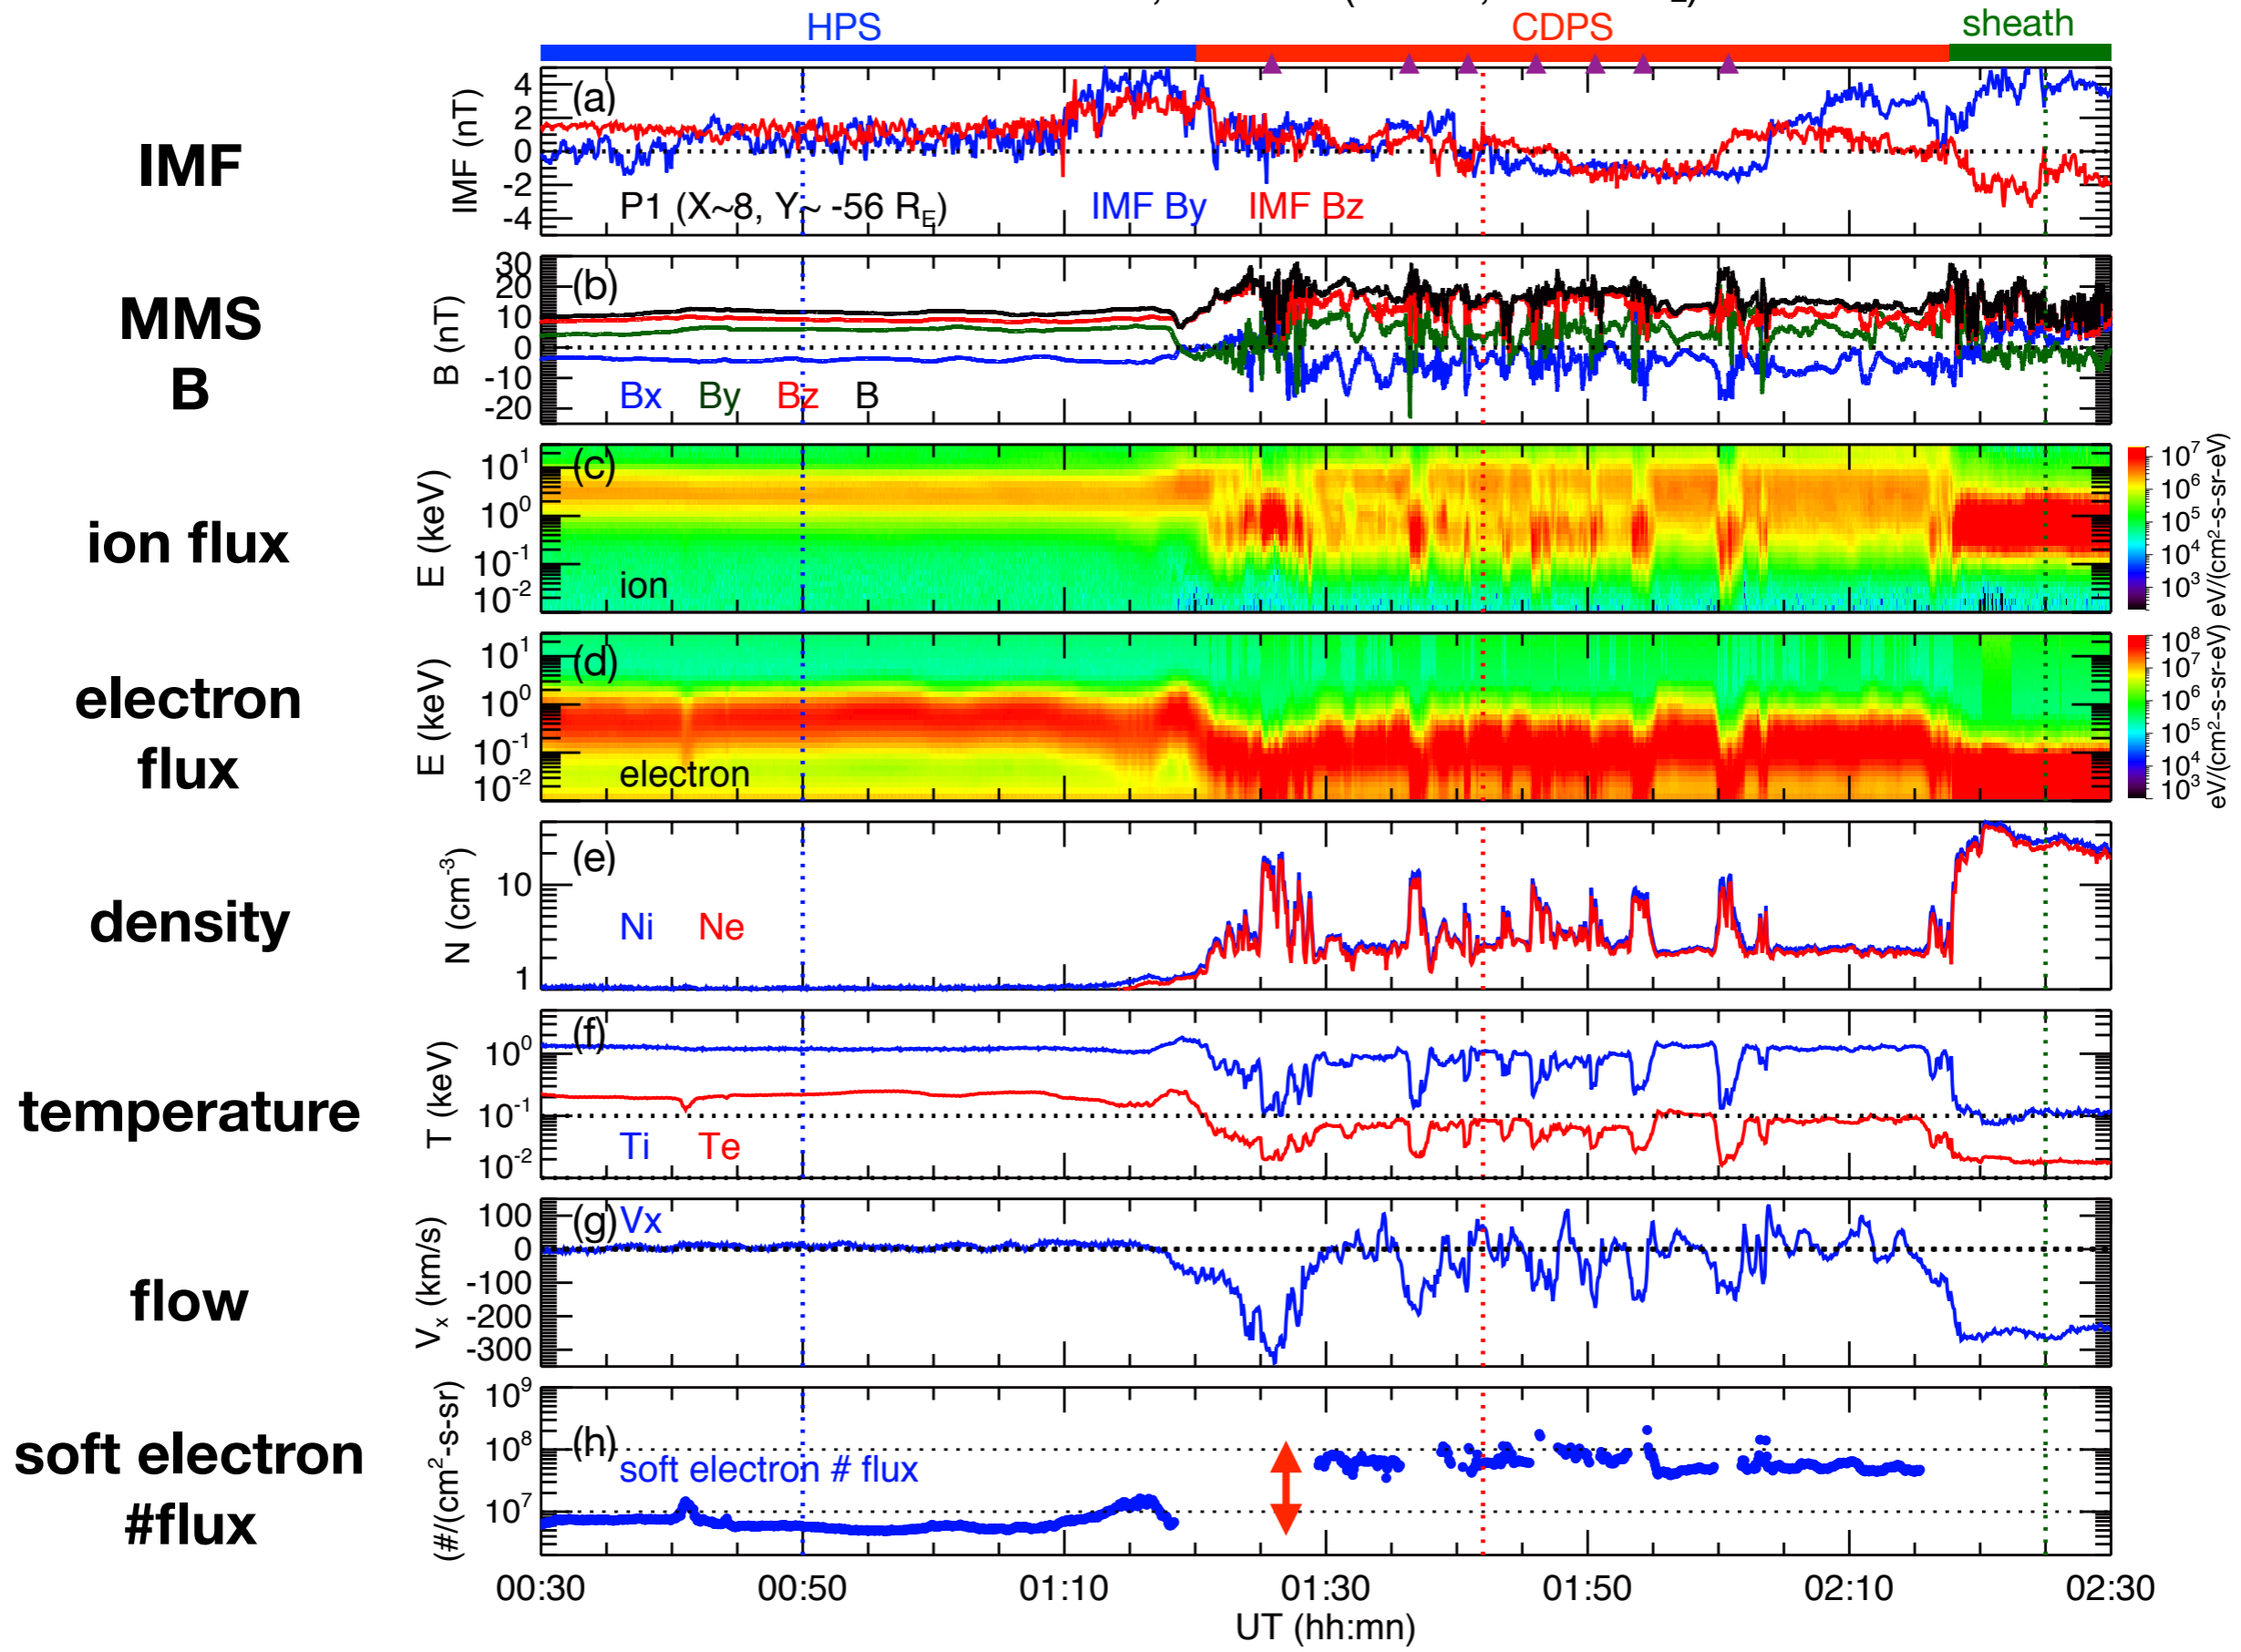 HPS CDPS sheath
IMF
IMF (nT)
4
2
0
-2
-4
(a)
P1 (X~8, Y~ -56 R_E) IMF By IMF Bz
MMS
B
B (nT)
30
20
10
0
-10
-20
(b)
Bx By Bz B
ion flux
E (keV)
10^1
10^0
10^-1
10^-2
(c)
ion
10^7
10^6
10^5
10^4
10^3
eV/(cm^2-s-sr-eV)
electron
flux
E (keV)
10^1
10^0
10^-1
10^-2
(d)
electron
10^8
10^7
10^6
10^5
10^4
10^3
eV/(cm^2-s-sr-eV)
density
N (cm^-3)
10
1
(e)
Ni Ne
temperature
T (keV)
10^0
10^-1
10^-2
(f)
Ti Te
flow
V_x (km/s)
100
0
-100
-200
-300
(g) Vx
soft electron
#flux
(#/(cm^2-s-sr)
10^9
10^8
10^7
(h)
soft electron # flux
00:30 00:50 01:10 01:30 01:50 02:10 02:30
UT (hh:mn)